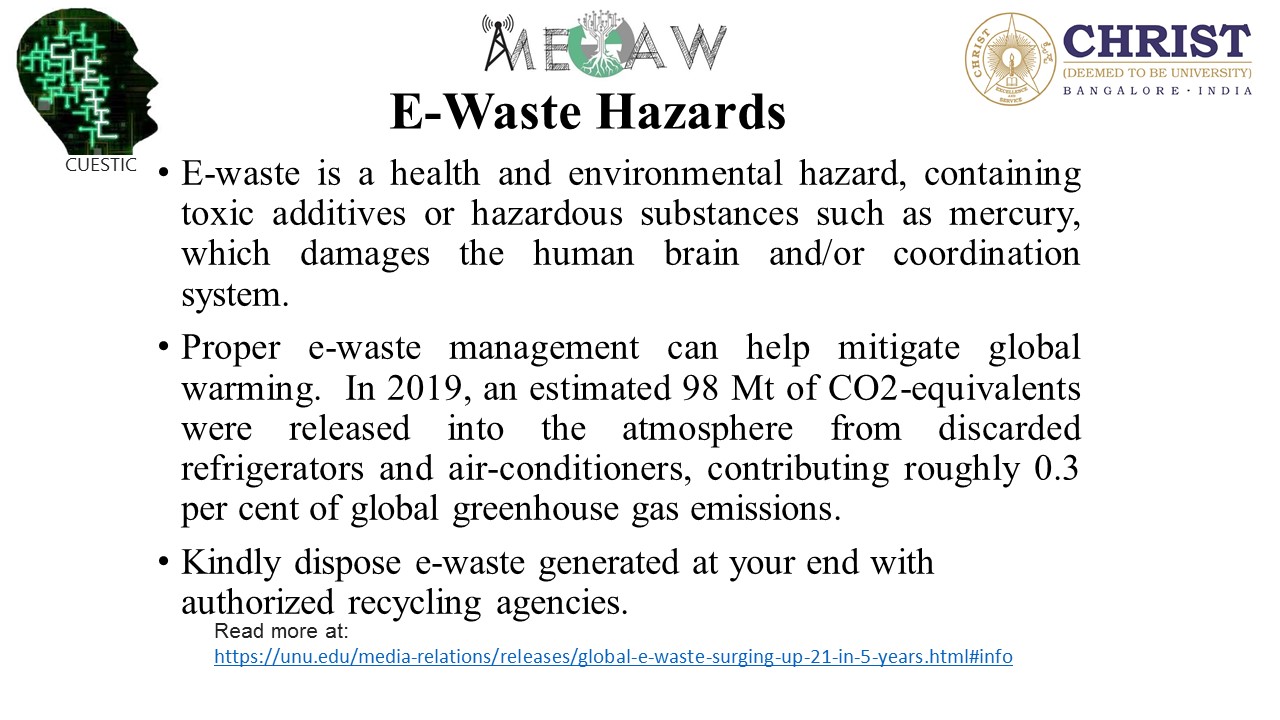 MEGAW
CHRIST
(DEEMED TO BE UNIVERSITY)
BANGALORE · INDIA
CHRIST
EXCELLENCE AND SERVICE
CUESTIC
E-Waste Hazards
• E-waste is a health and environmental hazard, containing
toxic additives or hazardous substances such as mercury,
which damages the human brain and/or coordination
system.
• Proper e-waste management can help mitigate global
warming. In 2019, an estimated 98 Mt of CO2-equivalents
were released into the atmosphere from discarded
refrigerators and air-conditioners, contributing roughly 0.3
per cent of global greenhouse gas emissions.
• Kindly dispose e-waste generated at your end with
authorized recycling agencies.
Read more at:
https://unu.edu/media-relations/releases/global-e-waste-surging-up-21-in-5-years.html#info